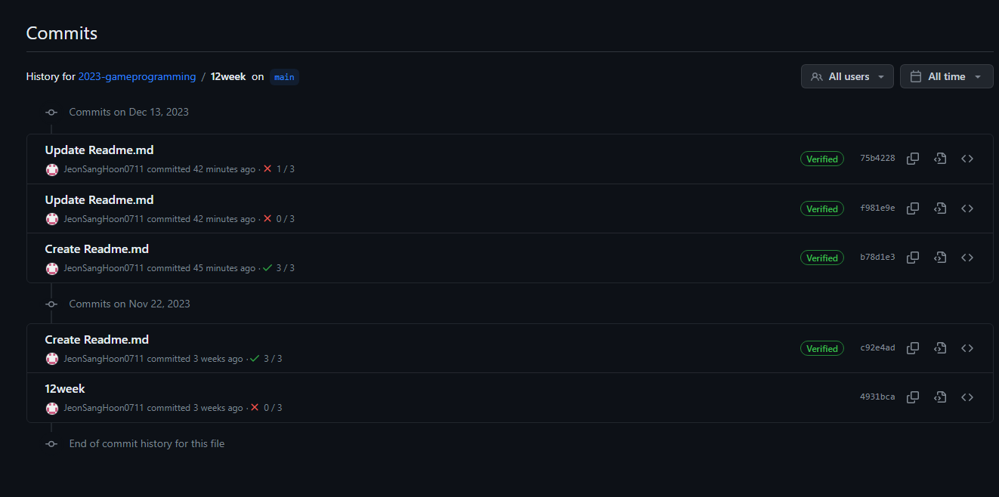 Commits
History for 2023-gameprogramming / 12week on main
All users
All time
Commits on Dec 13, 2023
Update Readme.md
JeonSangHoon0711 committed 42 minutes ago · 1 / 3
Verified
75b4228
Update Readme.md
JeonSangHoon0711 committed 42 minutes ago · 0 / 3
Verified
f981e9e
Create Readme.md
JeonSangHoon0711 committed 45 minutes ago · 3 / 3
Verified
b78d1e3
Commits on Nov 22, 2023
Create Readme.md
JeonSangHoon0711 committed 3 weeks ago · 3 / 3
Verified
c92e4ad
12week
JeonSangHoon0711 committed 3 weeks ago · 0 / 3
4931bca
End of commit history for this file